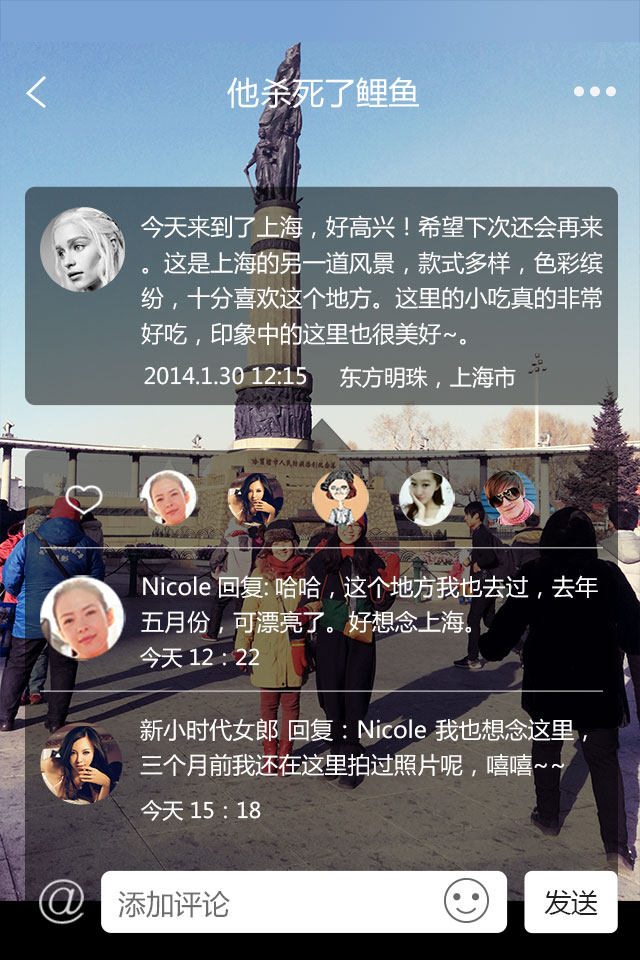 他杀死了鲤鱼
今天来到了上海，好高兴！希望下次还会再来
。这是上海的另一道风景，款式多样，色彩缤
纷，十分喜欢这个地方。这里的小吃真的非常
好吃，印象中的这里也很美好~。
2014.1.30 12:15 东方明珠，上海市
Nicole 回复: 哈哈，这个地方我也去过，去年
五月份，可漂亮了。好想念上海。
今天 12：22
新小时代女郎 回复：Nicole 我也想念这里，
三个月前我还在这里拍过照片呢，嘻嘻~~
今天 15：18
@ 添加评论 发送